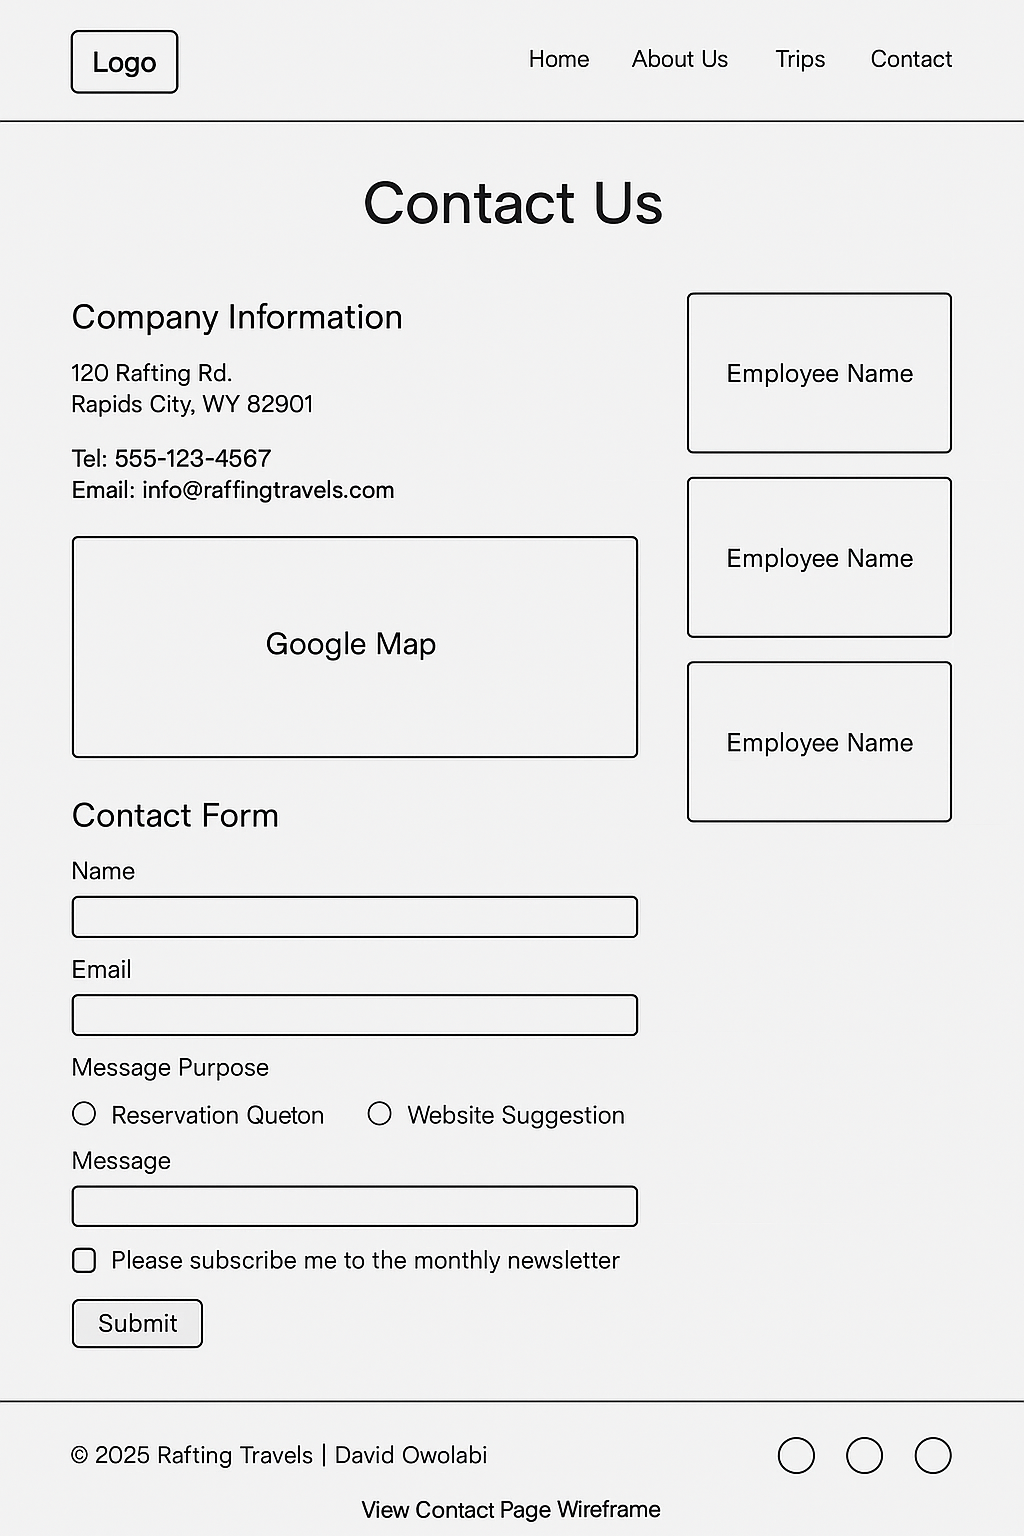 Logo
Home About Us Trips Contact
Contact Us
Company Information
120 Rafting Rd.
Rapids City, WY 82901
Tel: 555-123-4567
Email: info@raffingtravels.com
Google Map
Employee Name
Employee Name
Employee Name
Contact Form
Name
Email
Message Purpose
Reservation Queton Website Suggestion
Message
Please subscribe me to the monthly newsletter
Submit
© 2025 Rafting Travels | David Owolabi
View Contact Page Wireframe